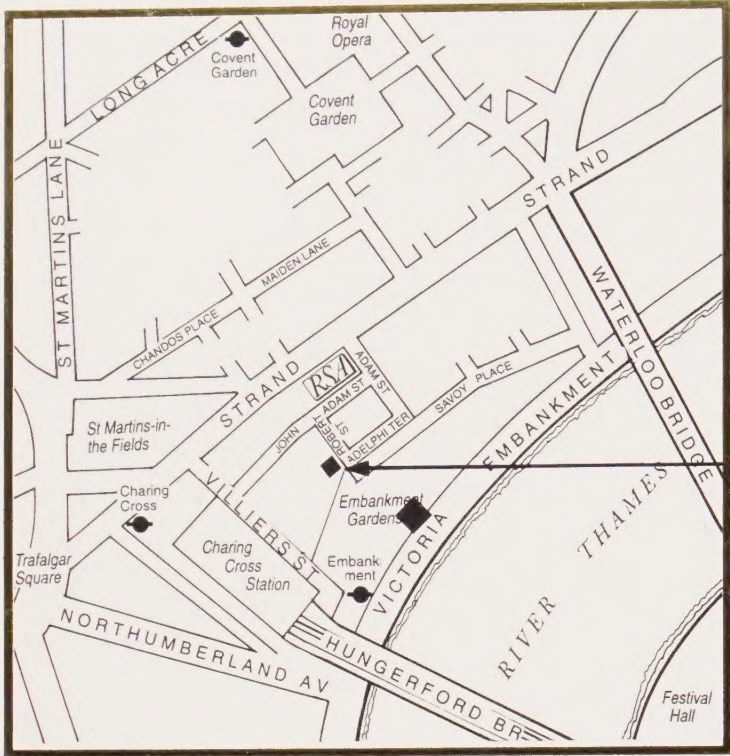 Royal
Opera
LONG ACRE
Covent
Garden
Covent
Garden
ST MARTINS LANE
STRAND
MAIDEN LANE
CHANDOS PLACE
WATERLOO BRIDGE
RSA
ADAM ST
STRAND
ADAM ST
SAVOY PLACE
ROBERT ST
JOHN
ADELPHI TER
EMBANKMENT
St Martins-in-
the Fields
VILLIERS ST
Embankment
Gardens
Charing
Cross
VICTORIA
RIVER THAMES
Charing
Cross
Station
Embank
ment
Trafalgar
Square
NORTHUMBERLAND AV
HUNGERFORD BR
Festival
Hall